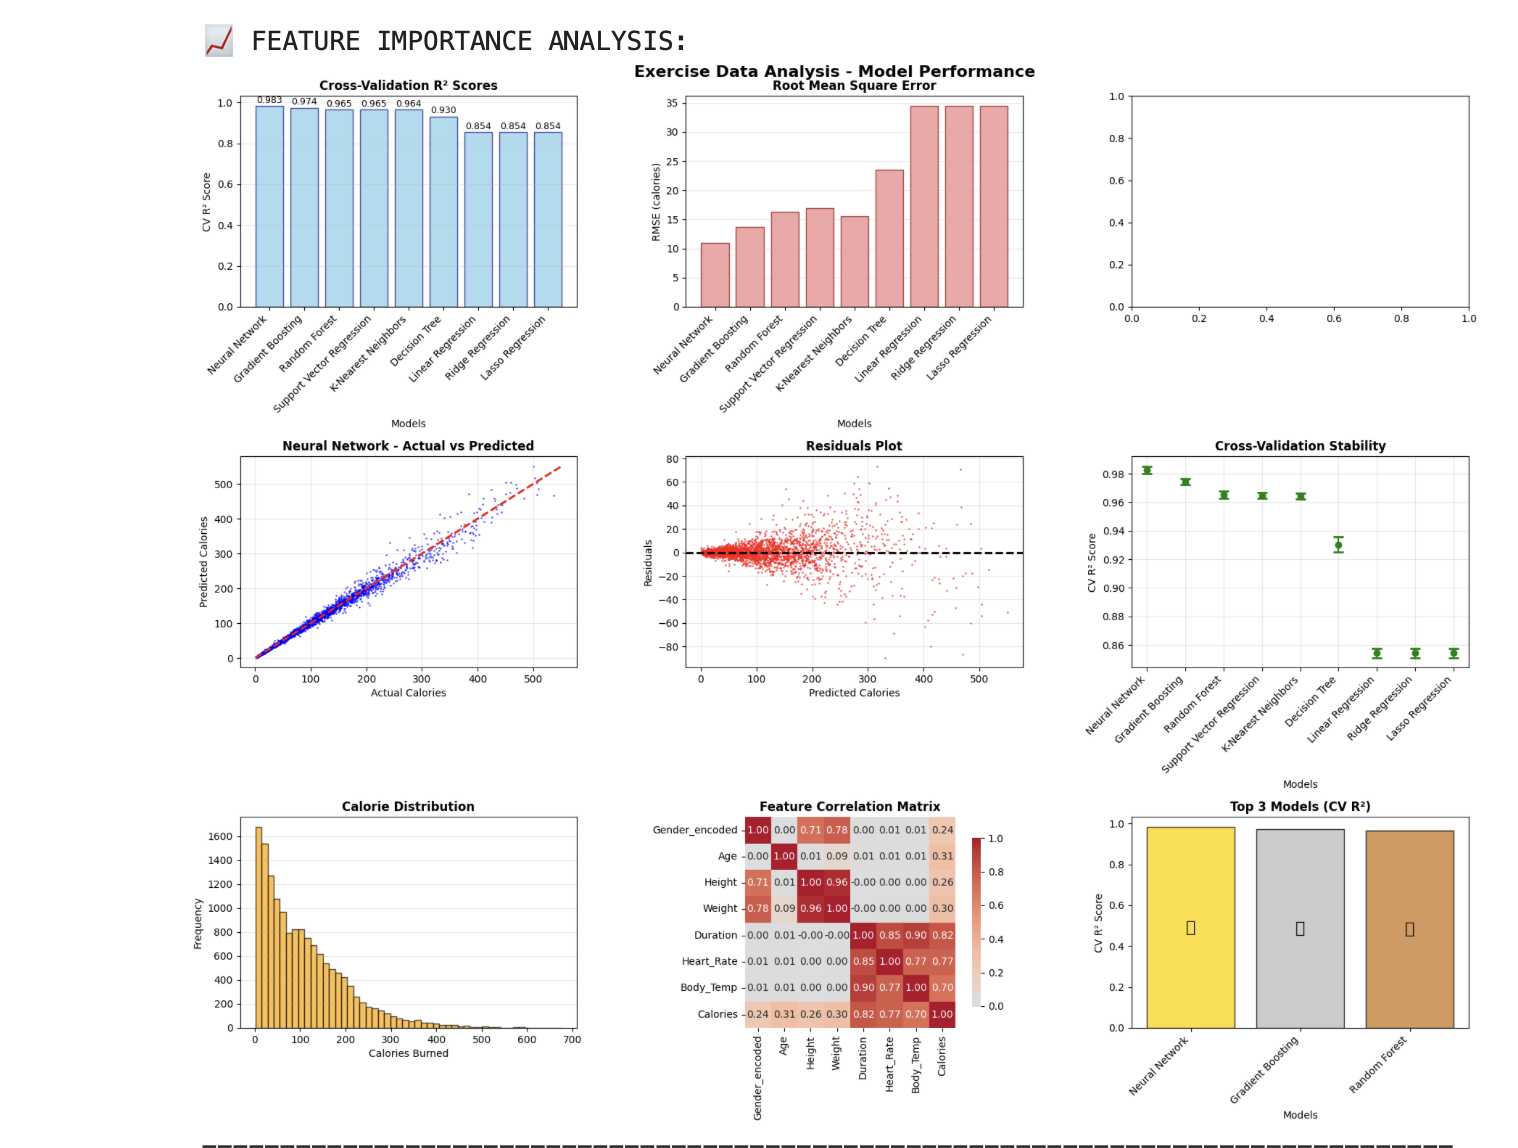 📈 FEATURE IMPORTANCE ANALYSIS:
Exercise Data Analysis - Model Performance
Cross-Validation R² Scores
CV R² Score
1.0
0.8
0.6
0.4
0.2
0.0
0.983
0.974
0.965
0.965
0.964
0.930
0.854
0.854
0.854
Neural Network
Gradient Boosting
Random Forest
Support Vector Regression
K-Nearest Neighbors
Decision Tree
Linear Regression
Ridge Regression
Lasso Regression
Models
Root Mean Square Error
RMSE (calories)
35
30
25
20
15
10
5
0
Neural Network
Gradient Boosting
Random Forest
Support Vector Regression
K-Nearest Neighbors
Decision Tree
Linear Regression
Ridge Regression
Lasso Regression
Models
1.0
0.8
0.6
0.4
0.2
0.0
0.0 0.2 0.4 0.6 0.8 1.0
Neural Network - Actual vs Predicted
Predicted Calories
500
400
300
200
100
0
0 100 200 300 400 500
Actual Calories
Residuals Plot
Residuals
80
60
40
20
0
−20
−40
−60
−80
0 100 200 300 400 500
Predicted Calories
Cross-Validation Stability
CV R² Score
0.98
0.96
0.94
0.92
0.90
0.88
0.86
Neural Network
Gradient Boosting
Random Forest
Support Vector Regression
K-Nearest Neighbors
Decision Tree
Linear Regression
Ridge Regression
Lasso Regression
Models
Calorie Distribution
Frequency
1600
1400
1200
1000
800
600
400
200
0
0 100 200 300 400 500 600 700
Calories Burned
Feature Correlation Matrix
Gender_encoded 1.00 0.00 0.71 0.78 0.00 0.01 0.01 0.24
Age 0.00 1.00 0.01 0.09 0.01 0.01 0.01 0.31
Height 0.71 0.01 1.00 0.96 -0.00 0.00 0.00 0.26
Weight 0.78 0.09 0.96 1.00 -0.00 0.00 0.00 0.30
Duration 0.00 0.01 -0.00 -0.00 1.00 0.85 0.90 0.82
Heart_Rate 0.01 0.01 0.00 0.00 0.85 1.00 0.77 0.77
Body_Temp 0.01 0.01 0.00 0.00 0.90 0.77 1.00 0.70
Calories 0.24 0.31 0.26 0.30 0.82 0.77 0.70 1.00
Gender_encoded
Age
Height
Weight
Duration
Heart_Rate
Body_Temp
Calories
1.0
0.8
0.6
0.4
0.2
0.0
Top 3 Models (CV R²)
CV R² Score
1.0
0.8
0.6
0.4
0.2
0.0
Neural Network
Gradient Boosting
Random Forest
Models